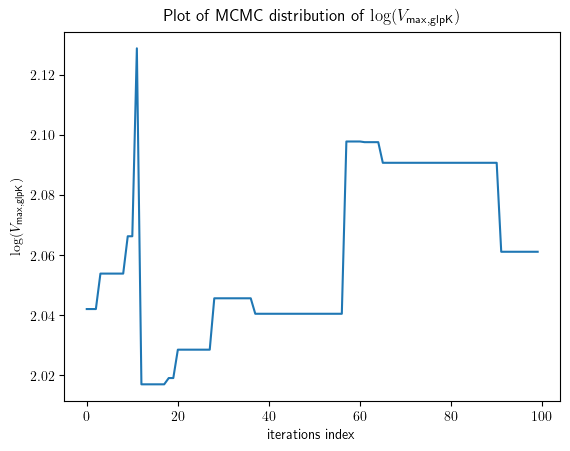 Plot of MCMC distribution of log(V_max,glpK)
log(V_max,glpK)
2.12
2.10
2.08
2.06
2.04
2.02
0 20 40 60 80 100
iterations index